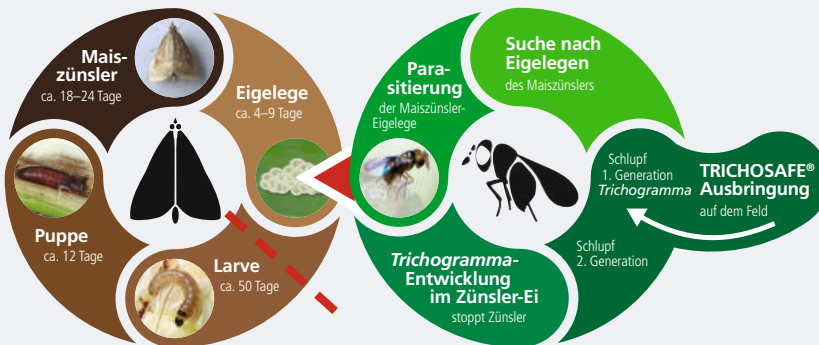 Mais-
zünsler
ca. 18–24 Tage
Eigelege
ca. 4–9 Tage
Puppe
ca. 12 Tage
Larve
ca. 50 Tage
Para-
sitierung
der Maiszünsler-
Eigelege
Suche nach
Eigelegen
des Maiszünslers
Schlupf
1. Generation
Trichogramma
TRICHOSAFE®
Ausbringung
auf dem Feld
Schlupf
2. Generation
Trichogramma-
Entwicklung
im Zünsler-Ei
stoppt Zünsler